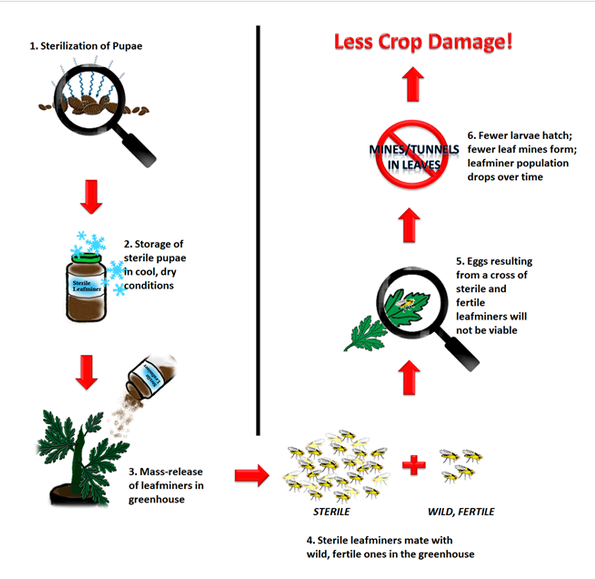 1. Sterilization of Pupae
2. Storage of
sterile pupae
in cool, dry
conditions
Sterile
Leafminer
Sterile
Leafminers
3. Mass-release
of leafminers in
greenhouse
STERILE
WILD, FERTILE
4. Sterile leafminers mate with
wild, fertile ones in the greenhouse
5. Eggs resulting
from a cross of
sterile and
fertile
leafminers will
not be viable
6. Fewer larvae hatch;
fewer leaf mines form;
leafminer population
drops over time
MINES/TUNNELS
IN LEAVES
Less Crop Damage!